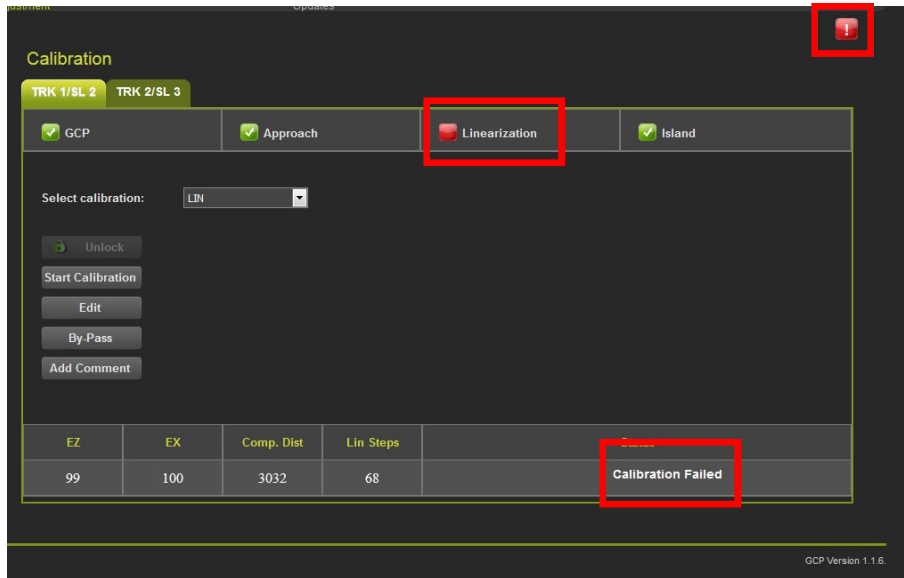 Updates
!
Calibration
TRK 1/SL 2 TRK 2/SL 3
GCP Approach Linearization Island
Select calibration: LIN
Unlock
Start Calibration
Edit
By-Pass
Add Comment
EZ EX Comp. Dist Lin Steps Status
99 100 3032 68 Calibration Failed
GCP Version 1.1.6.